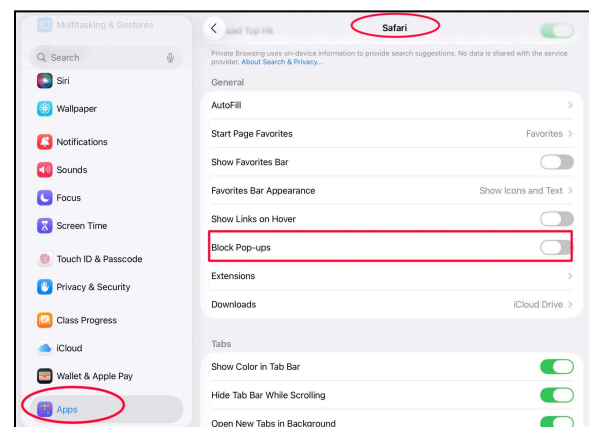 Multitasking & Gestures
Search
Siri
Wallpaper
Notifications
Sounds
Focus
Screen Time
Touch ID & Passcode
Privacy & Security
Class Progress
iCloud
Wallet & Apple Pay
Apps
Safari
Top Hit
Private Browsing uses on-device information to provide search suggestions. No data is shared with the service
provider. About Search & Privacy...
General
AutoFill
Start Page Favorites Favorites
Show Favorites Bar
Favorites Bar Appearance Show Icons and Text
Show Links on Hover
Block Pop-ups
Extensions
Downloads iCloud Drive
Tabs
Show Color in Tab Bar
Hide Tab Bar While Scrolling
Open New Tabs in Background